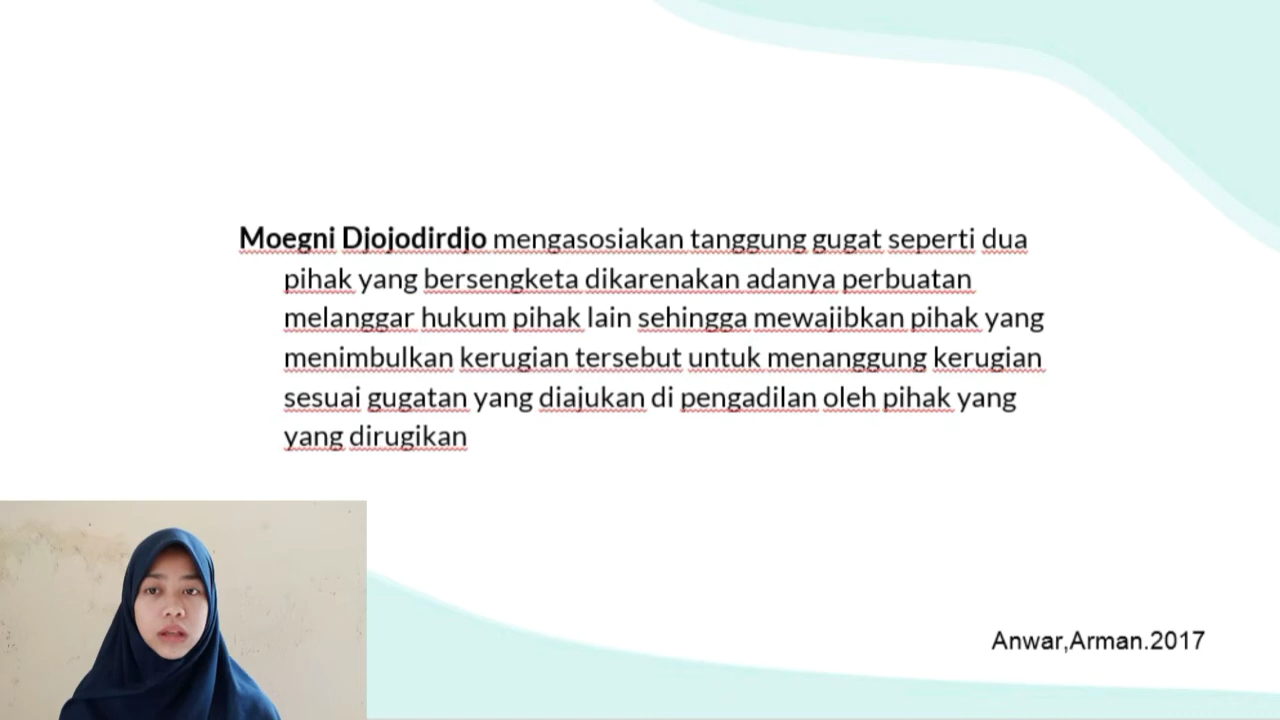 Moegni Djojodirdjo mengasosiakan tanggung gugat seperti dua
pihak yang bersengketa dikarenakan adanya perbuatan
melanggar hukum pihak lain sehingga mewajibkan pihak yang
menimbulkan kerugian tersebut untuk menanggung kerugian
sesuai gugatan yang diajukan di pengadilan oleh pihak yang
yang dirugikan
Anwar,Arman.2017